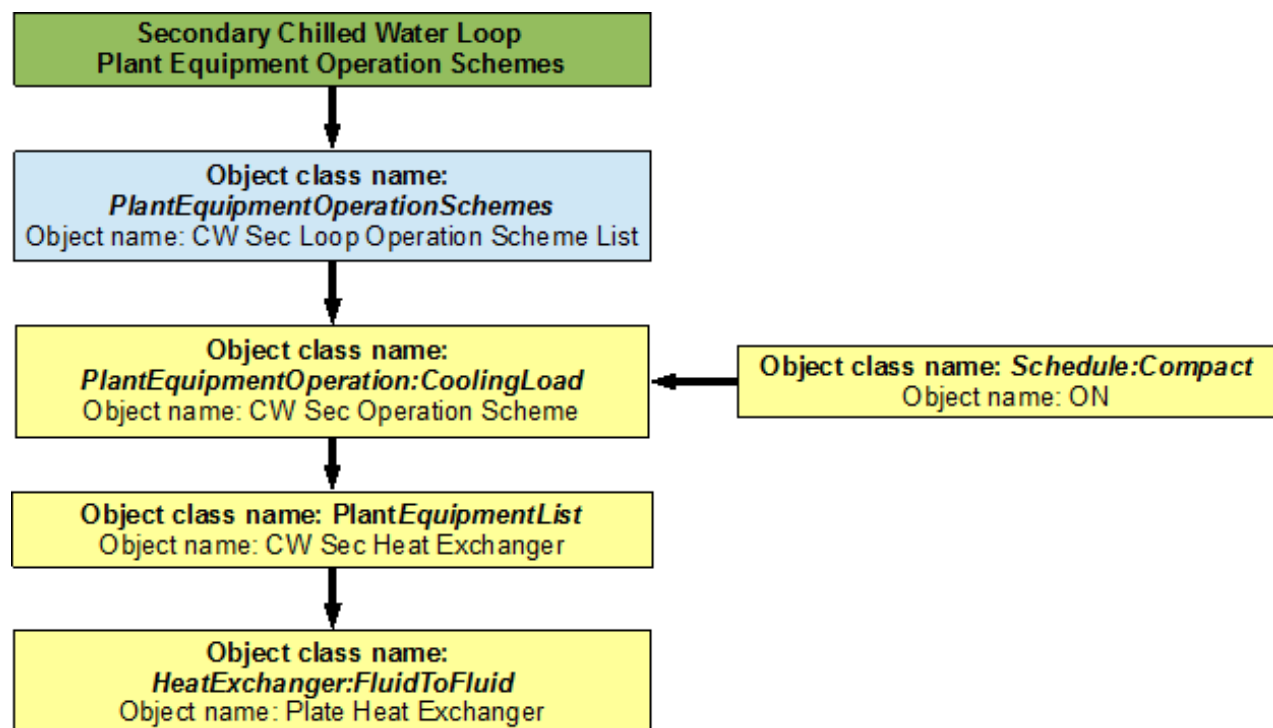 Secondary Chilled Water Loop
Plant Equipment Operation Schemes
Object class name:
PlantEquipmentOperationSchemes
Object name: CW Sec Loop Operation Scheme List
Object class name:
PlantEquipmentOperation:CoolingLoad
Object name: CW Sec Operation Scheme
Object class name: Schedule:Compact
Object name: ON
Object class name: PlantEquipmentList
Object name: CW Sec Heat Exchanger
Object class name:
HeatExchanger:FluidToFluid
Object name: Plate Heat Exchanger